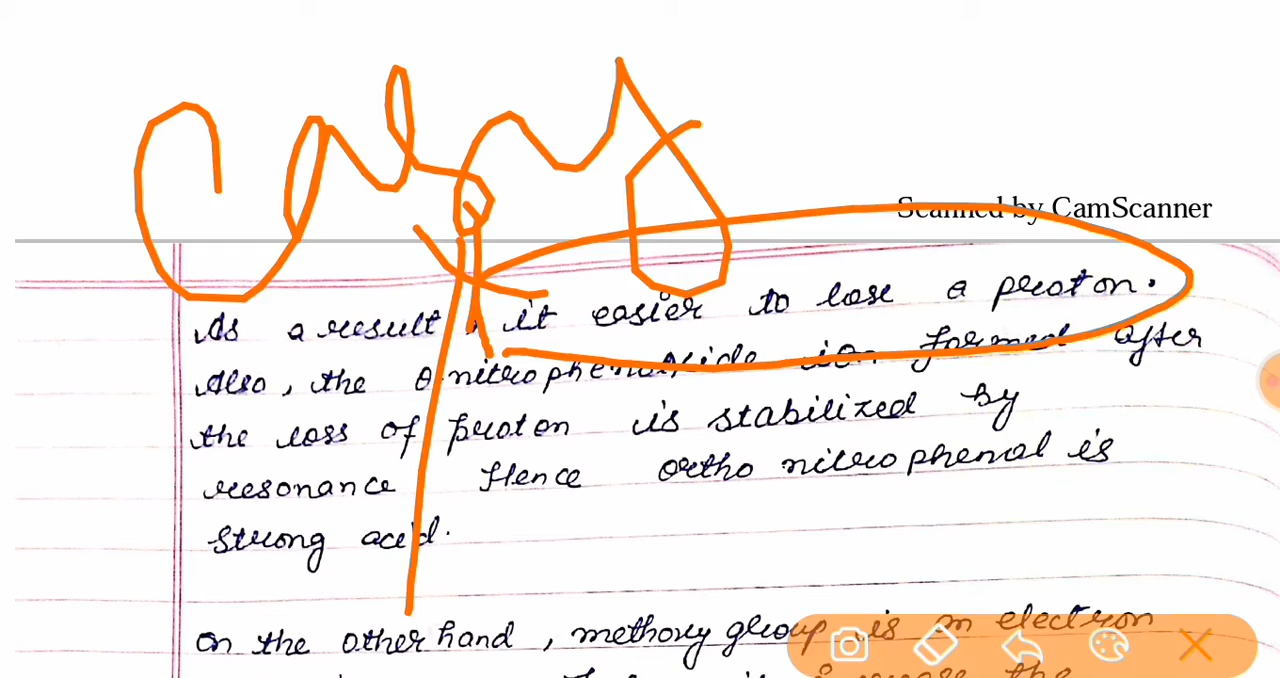 Scanned by CamScanner
As a result, it easier to lose a proton.
Also, the O nitrophenoxide ion formed after
the loss of proton is stabilized by
resonance Hence ortho nitrophenol is
strong acid.
on the other hand, methoxy group is an electron